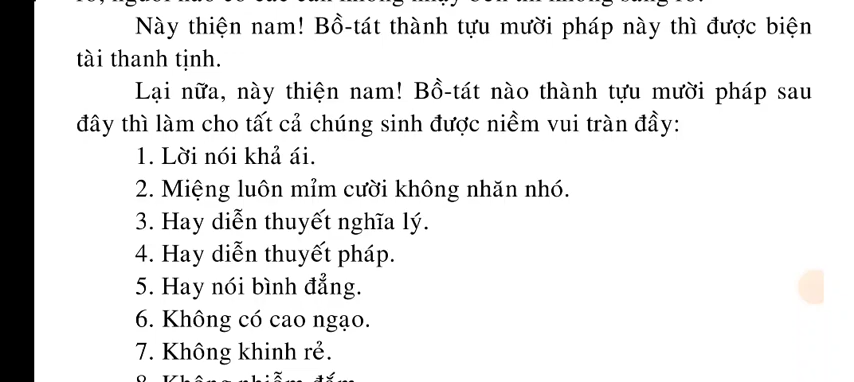 Này thiện nam! Bồ-tát thành tựu mười pháp này thì được biện
tài thanh tịnh.
Lại nữa, này thiện nam! Bồ-tát nào thành tựu mười pháp sau
đây thì làm cho tất cả chúng sinh được niềm vui tràn đầy:
1. Lời nói khả ái.
2. Miệng luôn mỉm cười không nhăn nhó.
3. Hay diễn thuyết nghĩa lý.
4. Hay diễn thuyết pháp.
5. Hay nói bình đẳng.
6. Không có cao ngạo.
7. Không khinh rẻ.
8. Không nhiễm đắm